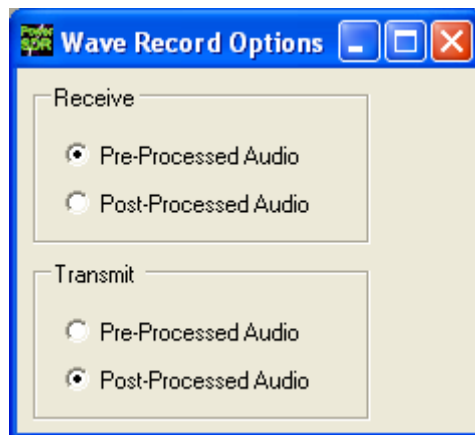 Power
SDR
Wave Record Options
Receive
Pre-Processed Audio
Post-Processed Audio
Transmit
Pre-Processed Audio
Post-Processed Audio